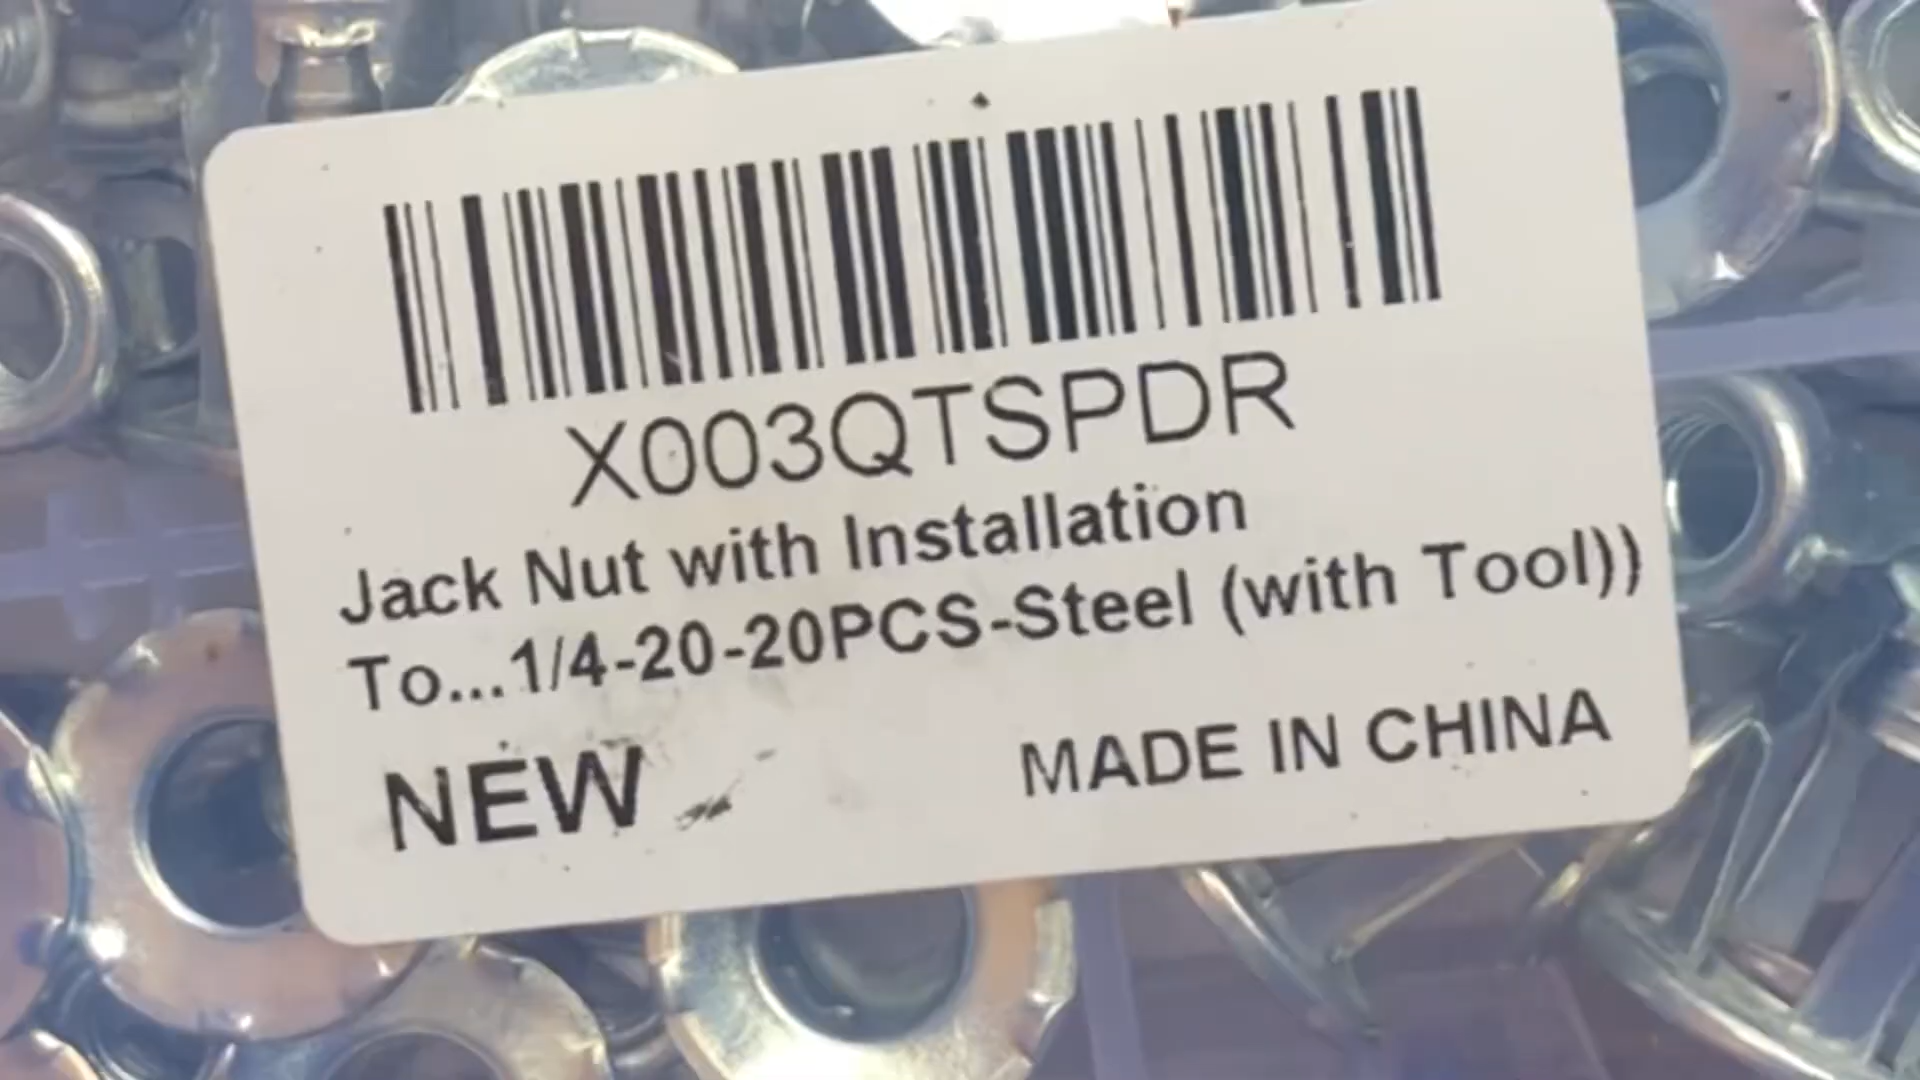 X003QTSPDR
Jack Nut with Installation
To...1/4-20-20PCS-Steel (with Tool))
NEW
MADE IN CHINA